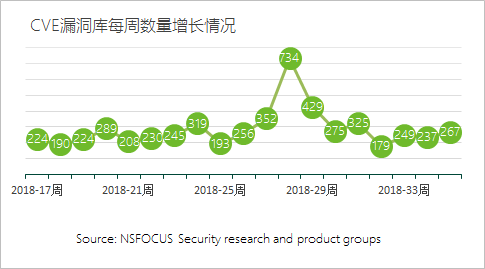 CVE漏洞库每周数量增长情况
224 190 224 289 208 230 245 319 193 256 352 734 429 275 325 179 249 237 267
2018-17周 2018-21周 2018-25周 2018-29周 2018-33周
Source: NSFOCUS Security research and product groups